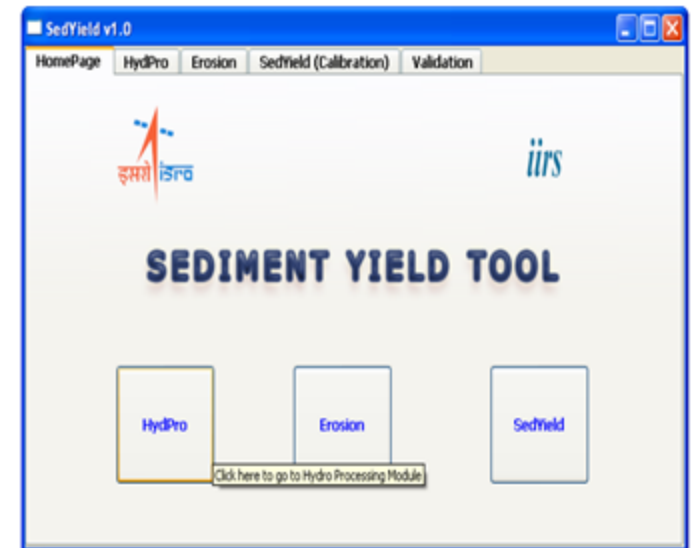 SedYield v1.0
HomePage HydPro Erosion SedYield (Calibration) Validation
इसरो isro
iirs
SEDIMENT YIELD TOOL
HydPro Erosion SedYield
Click here to go to Hydro Processing Module